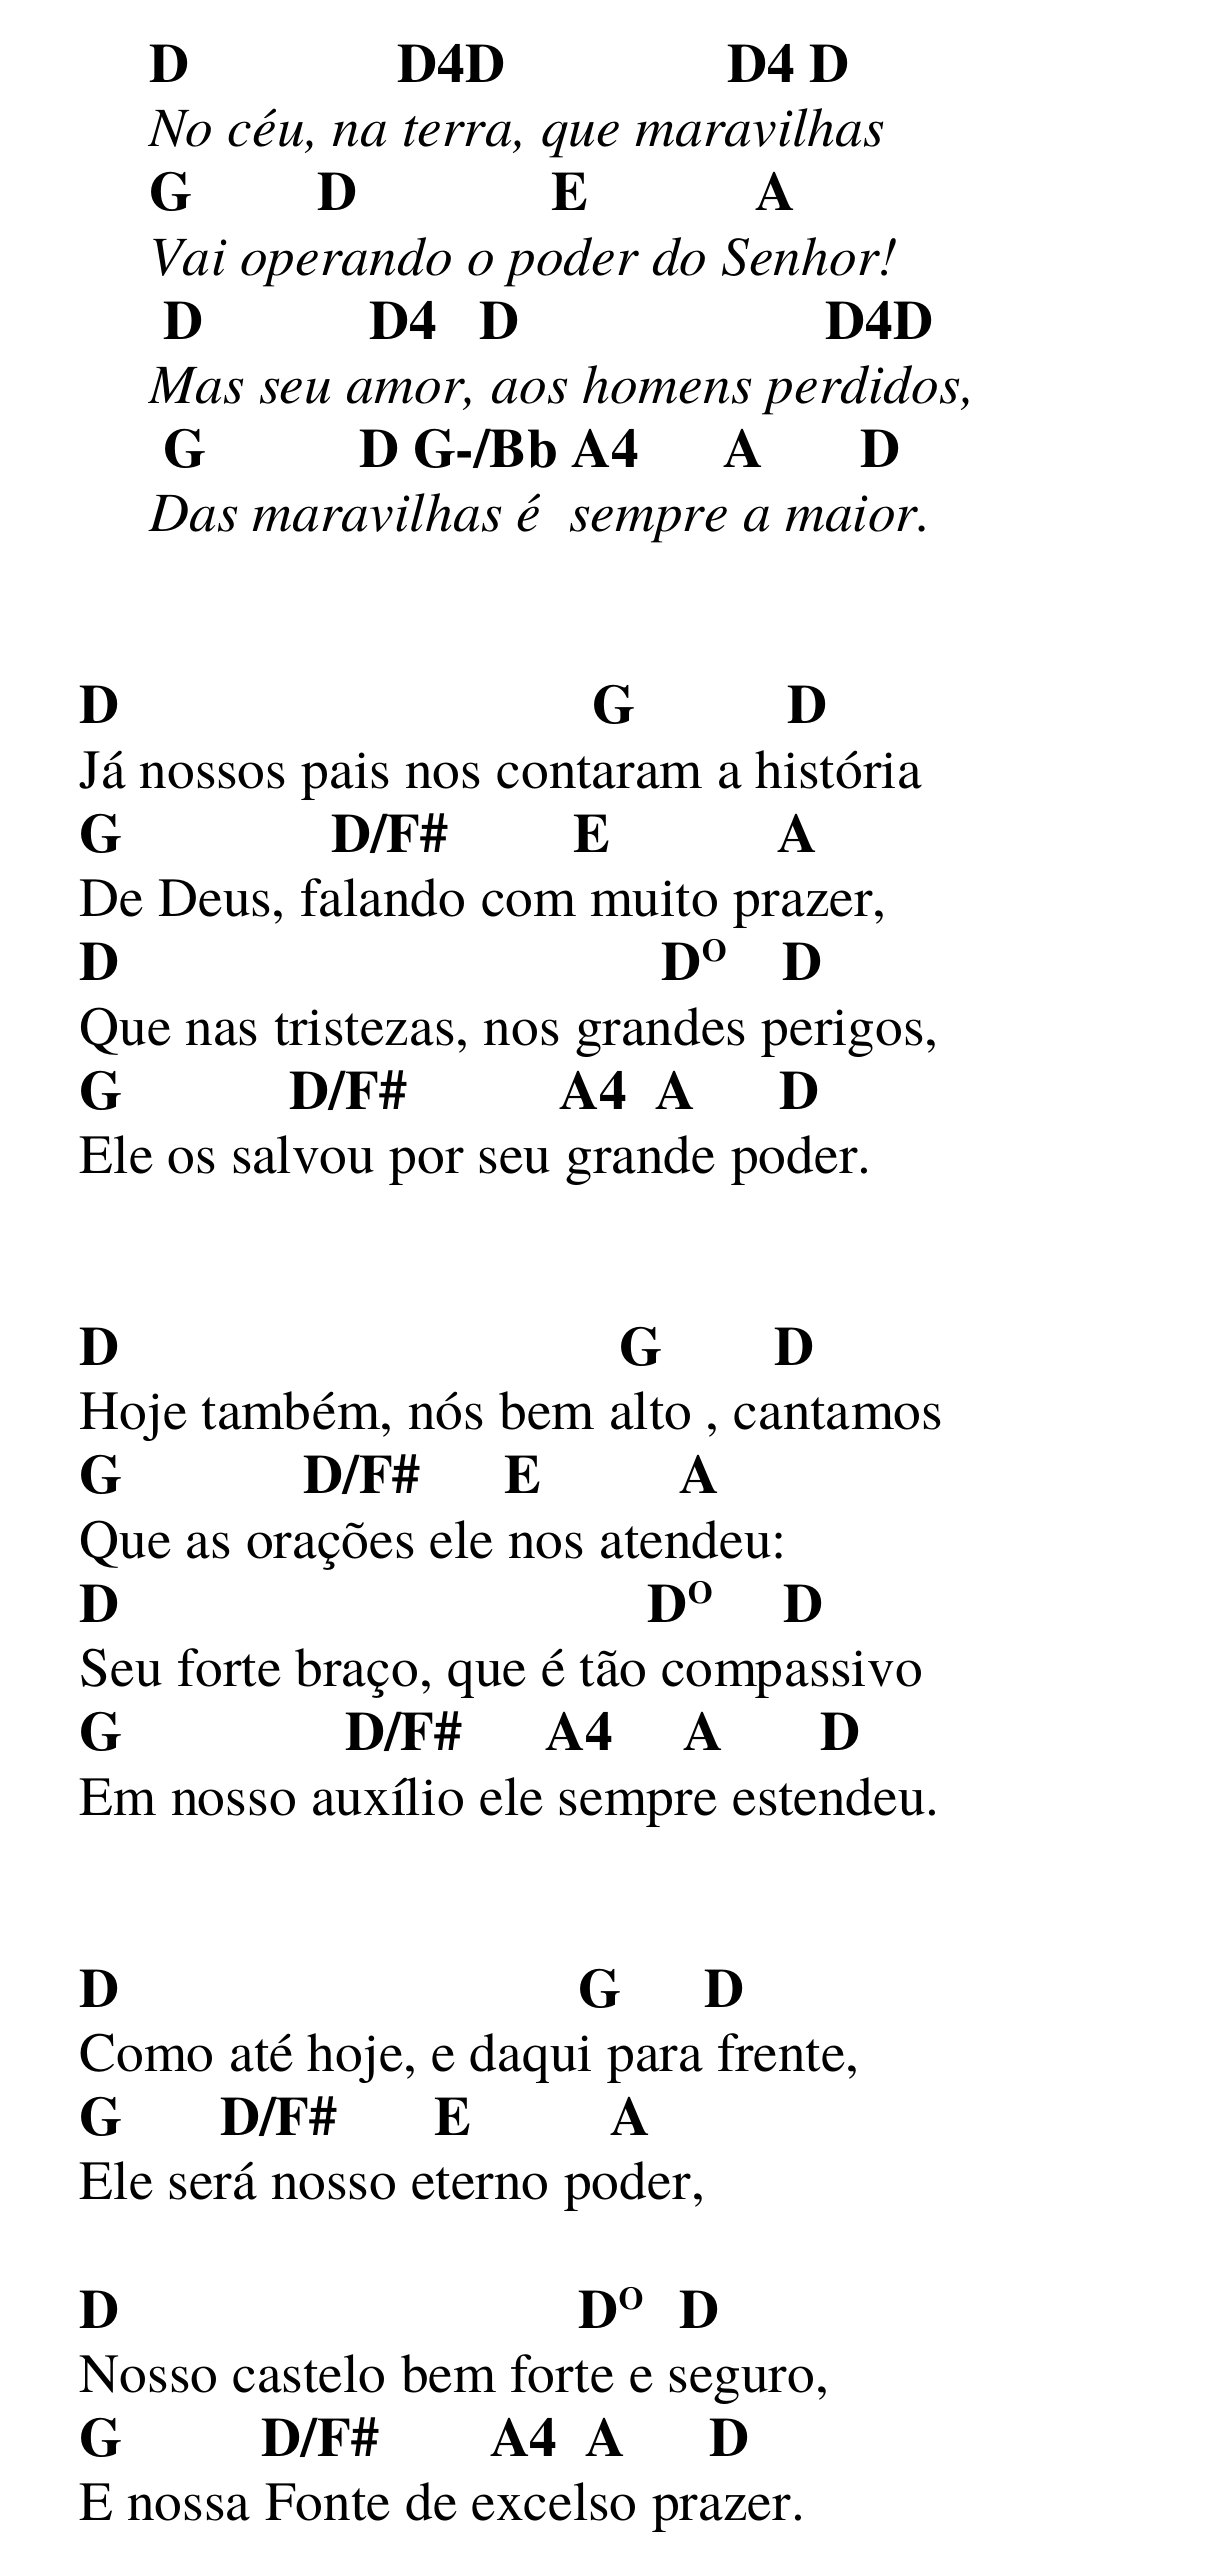 D D4D D4 D
No céu, na terra, que maravilhas
G D E A
Vai operando o poder do Senhor!
D D4 D D4D
Mas seu amor, aos homens perdidos,
G D G-/Bb A4 A D
Das maravilhas é sempre a maior.
D G D
Já nossos pais nos contaram a história
G D/F# E A
De Deus, falando com muito prazer,
D Dº D
Que nas tristezas, nos grandes perigos,
G D/F# A4 A D
Ele os salvou por seu grande poder.
D G D
Hoje também, nós bem alto , cantamos
G D/F# E A
Que as orações ele nos atendeu:
D Dº D
Seu forte braço, que é tão compassivo
G D/F# A4 A D
Em nosso auxílio ele sempre estendeu.
D G D
Como até hoje, e daqui para frente,
G D/F# E A
Ele será nosso eterno poder,
D Dº D
Nosso castelo bem forte e seguro,
G D/F# A4 A D
E nossa Fonte de excelso prazer.